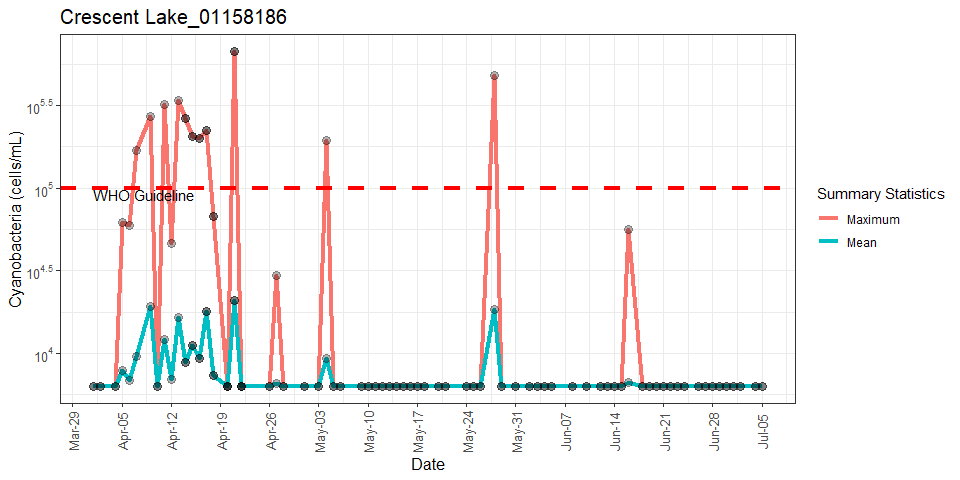 Crescent Lake_01158186
Cyanobacteria (cells/mL)
10^5.5
10^5
10^4.5
10^4
WHO Guideline
Mar-29
Apr-05
Apr-12
Apr-19
Apr-26
May-03
May-10
May-17
May-24
May-31
Jun-07
Jun-14
Jun-21
Jun-28
Jul-05
Date
Summary Statistics
Maximum
Mean